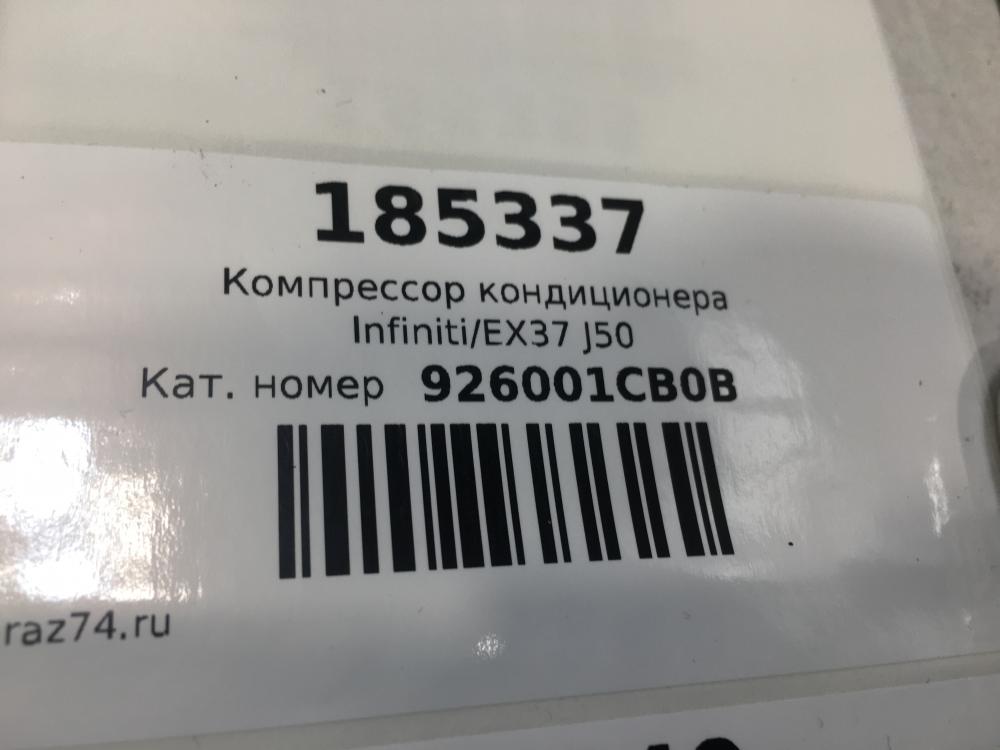 185337
Компрессор кондиционера
Infiniti/EX37 J50
Кат. номер 926001CB0B
raz74.ru